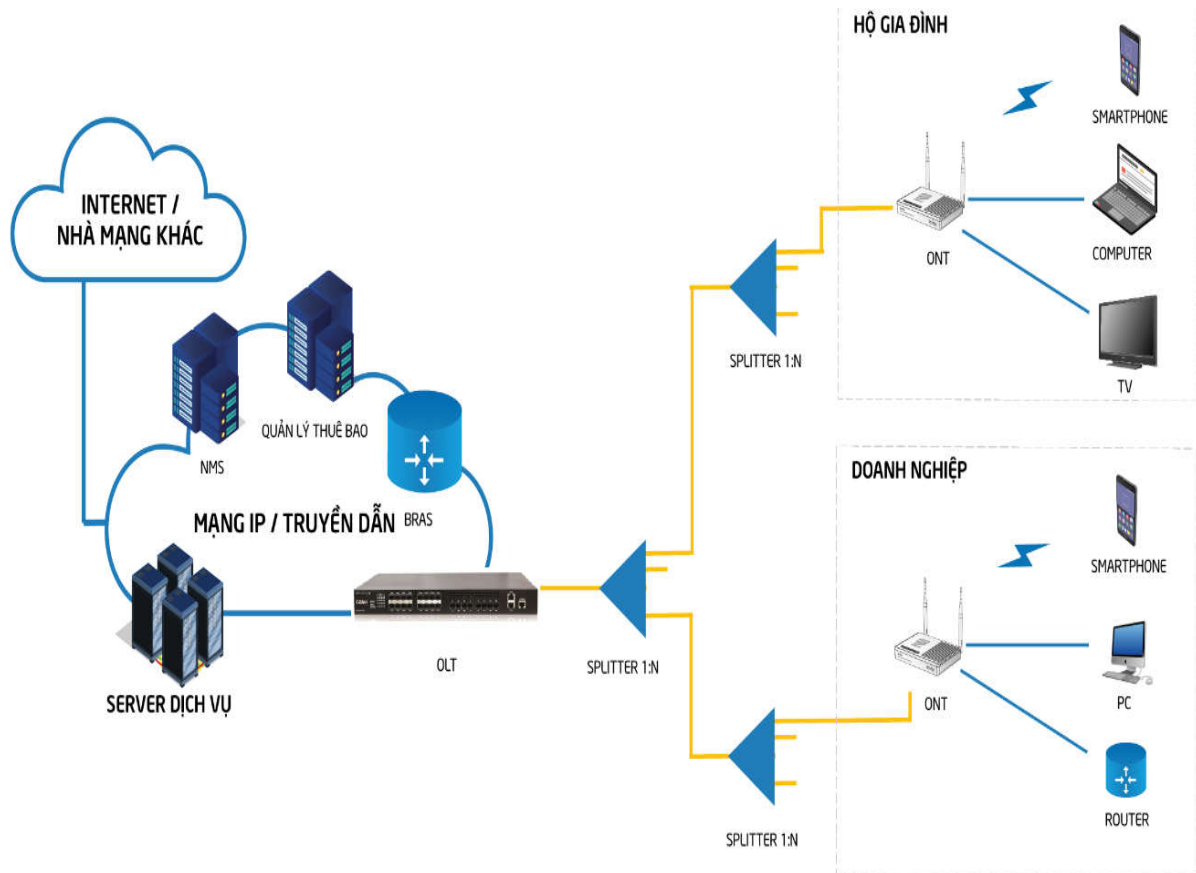 HỘ GIA ĐÌNH
SMARTPHONE
INTERNET /
NHÀ MẠNG KHÁC
ONT
COMPUTER
SPLITTER 1:N
TV
QUẢN LÝ THUÊ BAO
NMS
DOANH NGHIỆP
MẠNG IP / TRUYỀN DẪN
BRAS
SMARTPHONE
OLT
SPLITTER 1:N
SERVER DỊCH VỤ
ONT
PC
ROUTER
SPLITTER 1:N